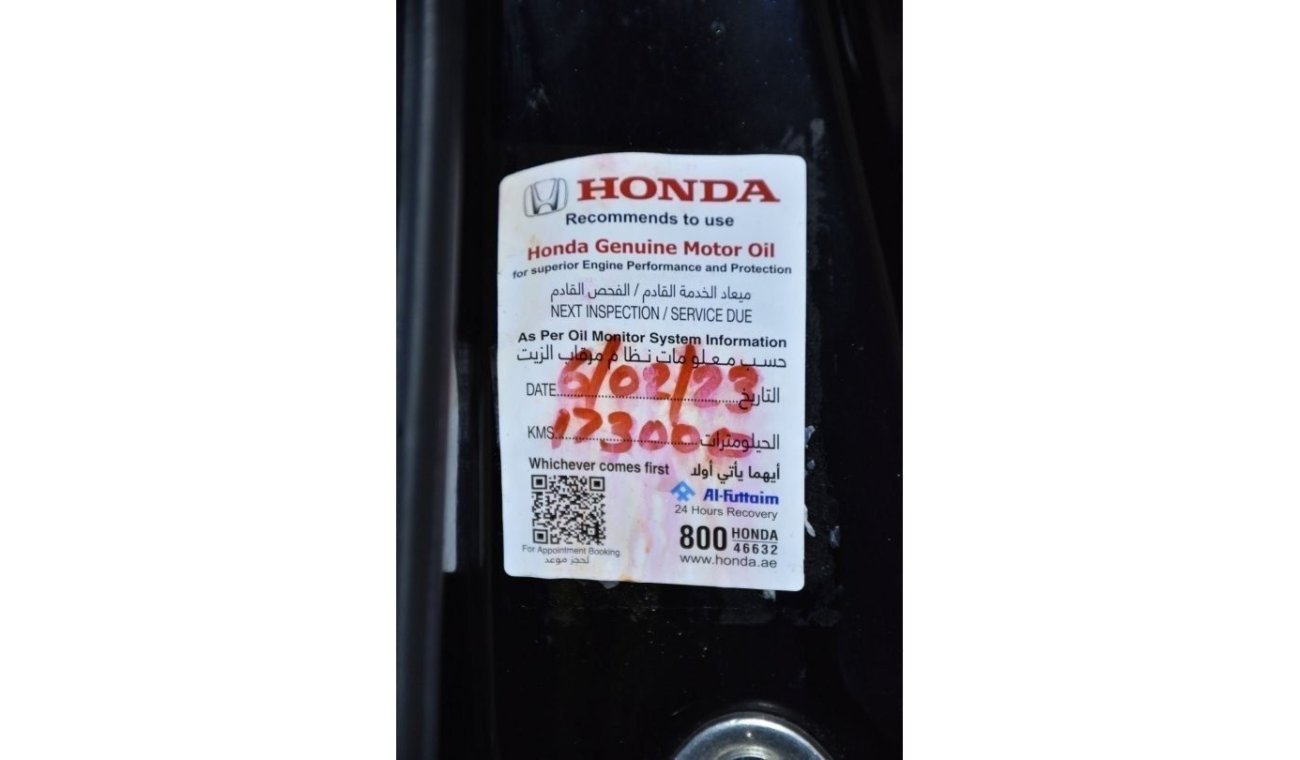 HONDA
Recommends to use
Honda Genuine Motor Oil
for superior Engine Performance and Protection
ميعاد الخدمة القادم / الفحص القادم
NEXT INSPECTION / SERVICE DUE
As Per Oil Monitor System Information
حسب معلومات نظام مرقاب الزيت
DATE 6/02/23 التاريخ
KMS 173000 الكيلومترات
Whichever comes first أيهما يأتي أولا
Al-Futtaim
24 Hours Recovery
800 HONDA
46632
www.honda.ae
For Appointment Booking
لحجز موعد